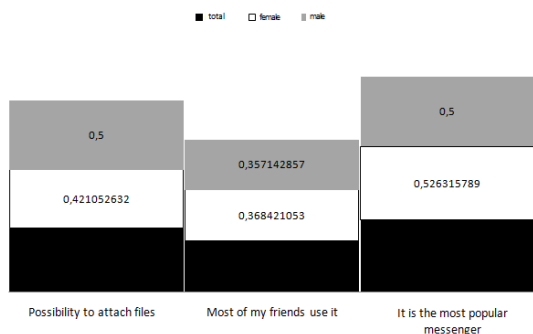 total female male
0,5
0,5
0,357142857
0,421052632
0,526315789
0,368421053
Possibility to attach files
Most of my friends use it
It is the most popular
messenger